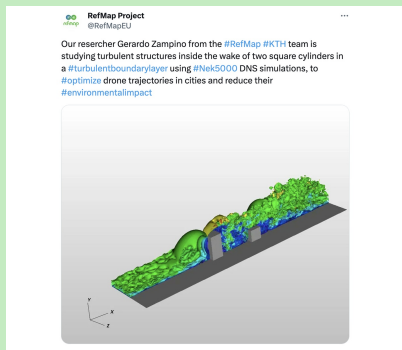 RefMap Project
@RefMapEU
refmap
Our resercher Gerardo Zampino from the #RefMap #KTH team is
studying turbulent structures inside the wake of two square cylinders in
a #turbulentboundarylayer using #Nek5000 DNS simulations, to
#optimize drone trajectories in cities and reduce their
#environmentalimpact
Y
X
Z